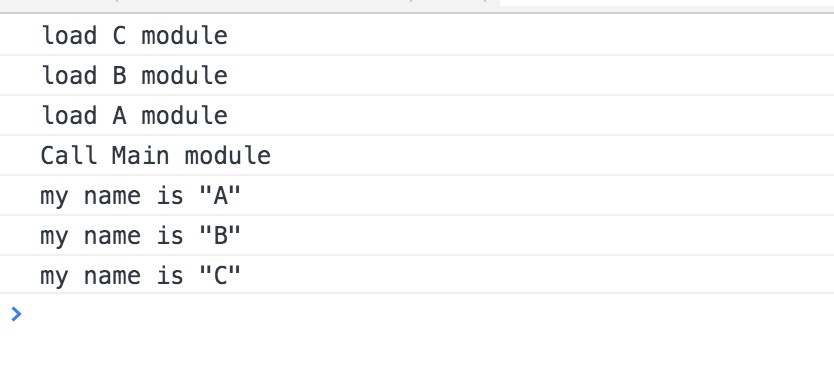 load C module
load B module
load A module
Call Main module
my name is "A"
my name is "B"
my name is "C"